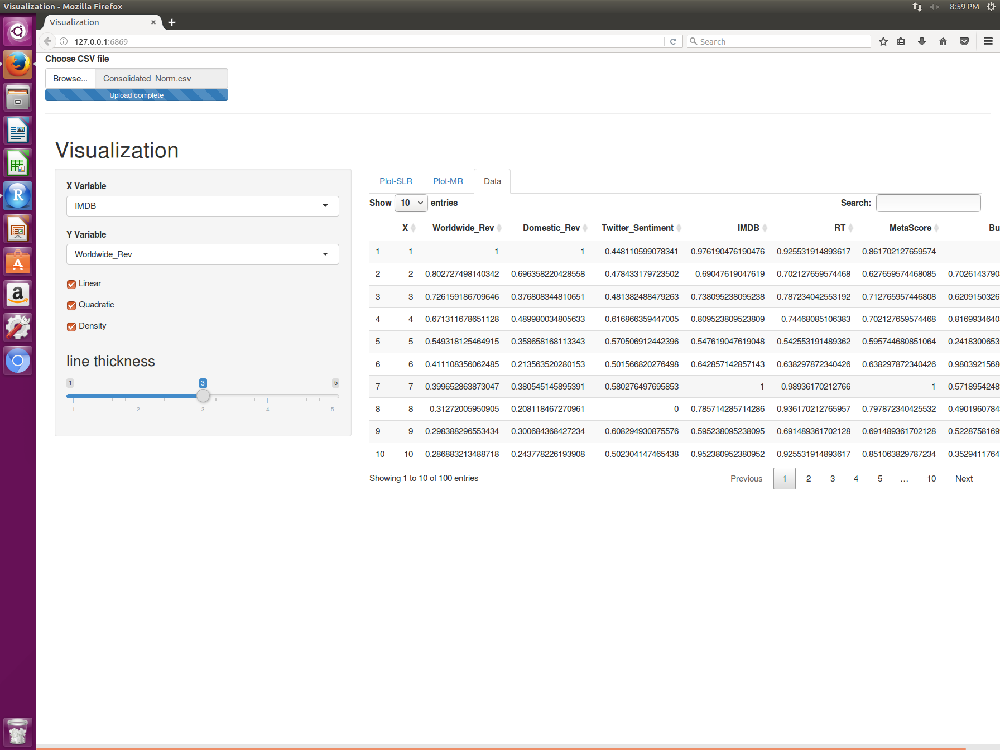 Visualization - Mozilla Firefox
8:59 PM
Visualization
127.0.0.1:6869
Search
Choose CSV file
Browse...
Consolidated_Norm.csv
Upload complete
Visualization
X Variable
IMDB
Y Variable
Worldwide_Rev
Linear
Quadratic
Density
line thickness
1 3 5
1 2 3 4 5
Plot-SLR Plot-MR Data
Show 10 entries
Search:
X Worldwide_Rev Domestic_Rev Twitter_Sentiment IMDB RT MetaScore Bu
1 1 1 1 0.448110599078341 0.976190476190476 0.925531914893617 0.861702127659574
2 2 0.802727498140342 0.696358220428558 0.478433179723502 0.69047619047619 0.702127659574468 0.627659574468085 0.7026143790
3 3 0.726159186709646 0.376808344810651 0.481382488479263 0.738095238095238 0.787234042553192 0.712765957446808 0.6209150326
4 4 0.671311678651128 0.489980034805633 0.616866359447005 0.809523809523809 0.74468085106383 0.702127659574468 0.8169934640
5 5 0.549318125464915 0.358658168113343 0.570506912442396 0.547619047619048 0.542553191489362 0.595744680851064 0.2418300653
6 6 0.411108356062485 0.213563520280153 0.501566820276498 0.642857142857143 0.638297872340426 0.638297872340426 0.9803921568
7 7 0.399652863873047 0.380545145895391 0.580276497695853 1 0.98936170212766 1 0.5718954248
8 8 0.31272005950905 0.208118467270961 0 0.785714285714286 0.936170212765957 0.797872340425532 0.4901960784
9 9 0.298388296553434 0.300684368427234 0.608294930875576 0.595238095238095 0.691489361702128 0.691489361702128 0.5228758169
10 10 0.286883213488718 0.243778226193908 0.502304147465438 0.952380952380952 0.925531914893617 0.851063829787234 0.3529411764
Showing 1 to 10 of 100 entries
Previous 1 2 3 4 5 … 10 Next